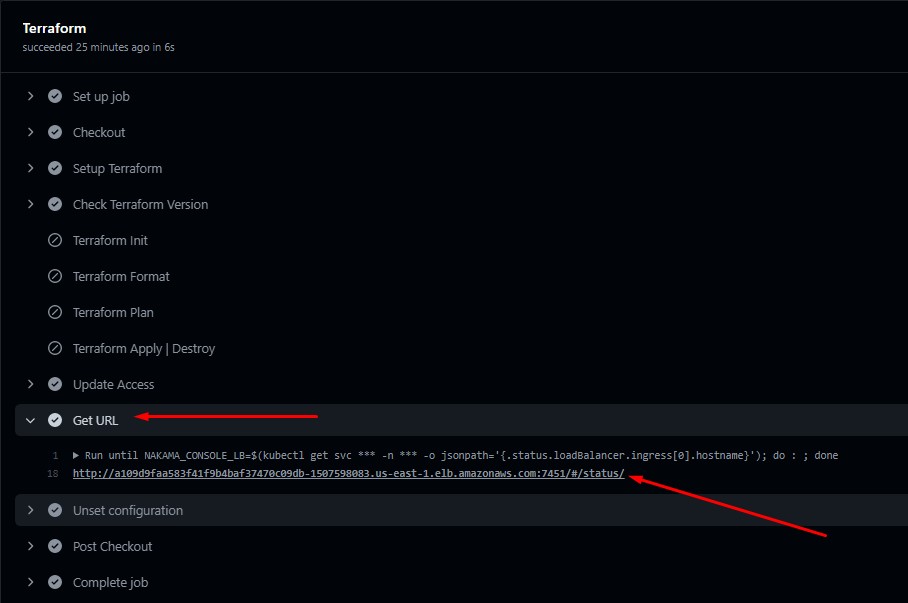 Terraform
succeeded 25 minutes ago in 6s
Set up job
Checkout
Setup Terraform
Check Terraform Version
Terraform Init
Terraform Format
Terraform Plan
Terraform Apply | Destroy
Update Access
Get URL
1 ▶ Run until NAKAMA_CONSOLE_LB=$(kubectl get svc *** -n *** -o jsonpath='{.status.loadBalancer.ingress[0].hostname}'); do : ; done
18 http://a109d9faa583f41f9b4baf37470c09db-1507598083.us-east-1.elb.amazonaws.com:7451/#/status/
Unset configuration
Post Checkout
Complete job